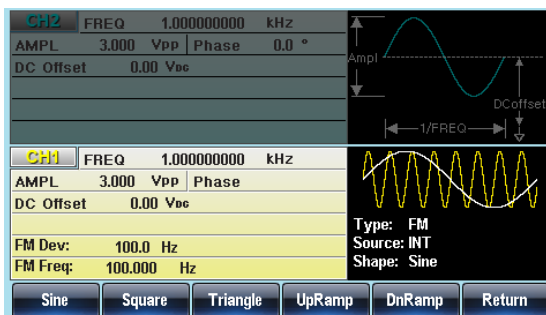 CH2 FREQ 1.000000000 kHz
AMPL 3.000 VPP Phase 0.0 °
DC Offset 0.00 VDC
Ampl
DCoffset
1/FREQ
CH1 FREQ 1.000000000 kHz
AMPL 3.000 VPP Phase
DC Offset 0.00 VDC
FM Dev: 100.0 Hz
FM Freq: 100.000 Hz
Type: FM
Source: INT
Shape: Sine
Sine Square Triangle UpRamp DnRamp Return